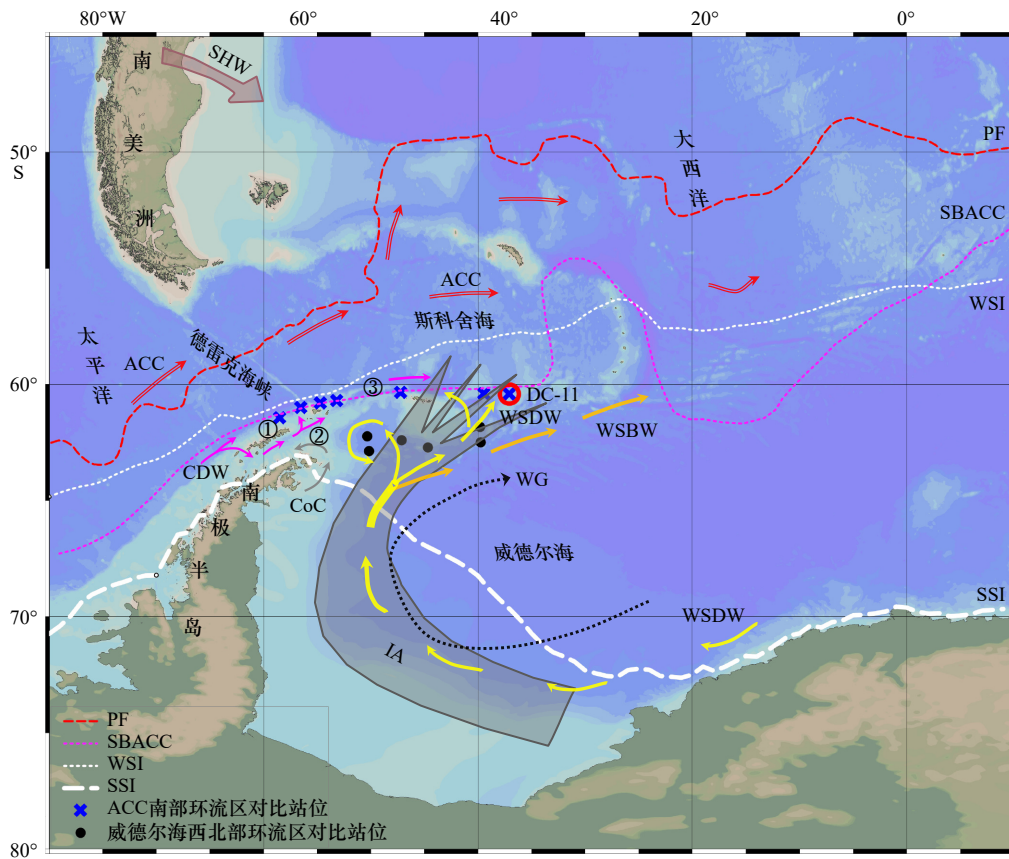 80°W
60°
40°
20°
0°
S
50°
60°
70°
80°
SHW
南美洲
大西洋
PF
SBACC
WSI
ACC
斯科舍海
太平洋
ACC
德雷克海峡
③
DC-11
WSDW
WSBW
①
②
CDW
CoC
WG
南极半岛
威德尔海
WSDW
SSI
IA
PF
SBACC
WSI
SSI
ACC南部环流区对比站位
威德尔海西北部环流区对比站位